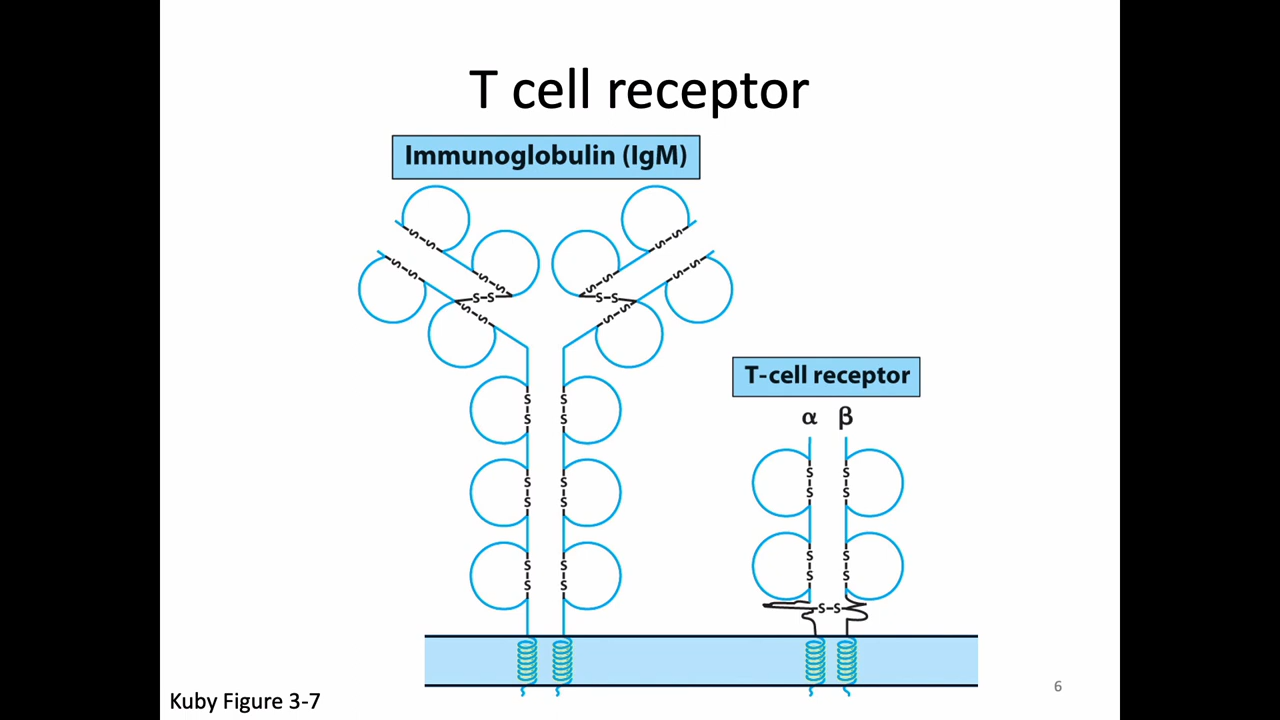 T cell receptor
Immunoglobulin (IgM)
S-S
S-S
S-S
S-S
S-S
S-S
S-S
S-S
S-S
S-S
T-cell receptor
α β
S-S
S-S
S-S
S-S
S-S
S-S
S-S
S-S
S-S
S-S
S-S
Kuby Figure 3-7
6